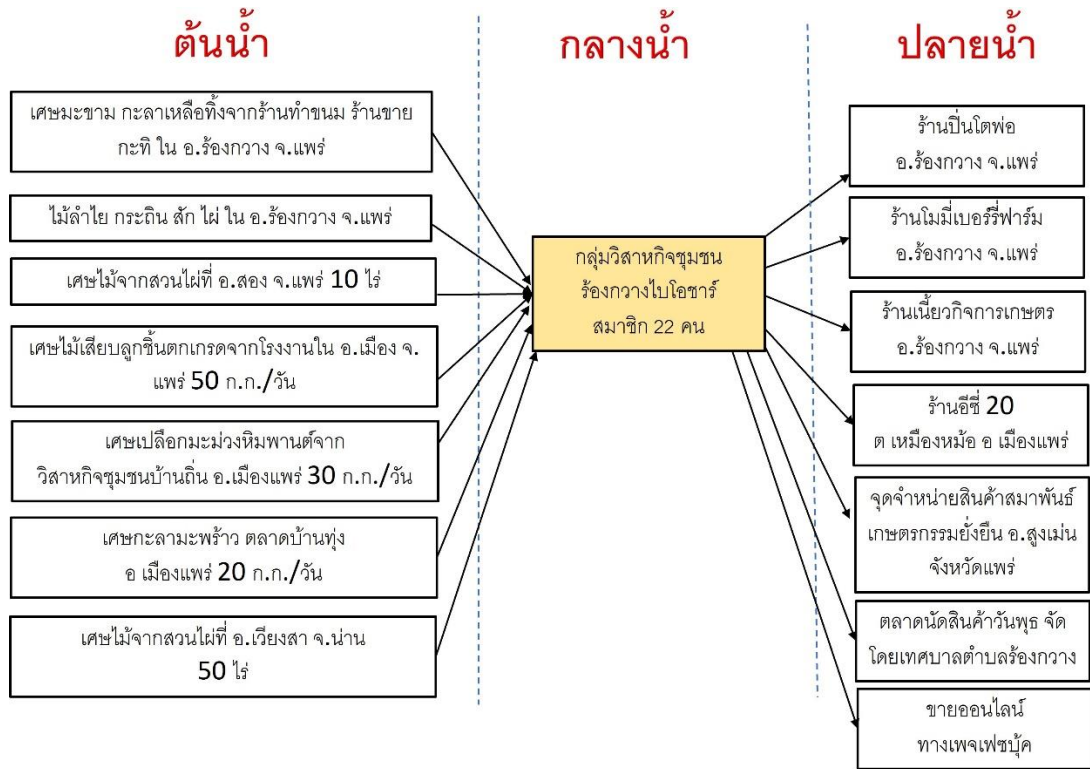 ต้นน้ำ
กลางน้ำ
ปลายน้ำ
เศษมะขาม กะลาเหลือทิ้งจากร้านทำขนม ร้านขาย
กะทิ ใน อ.ร้องกวาง จ.แพร่
ไม้ลำไย กระถิน สัก ไผ่ ใน อ.ร้องกวาง จ.แพร่
เศษไม้จากสวนไผ่ที่ อ.สอง จ.แพร่ 10 ไร่
เศษไม้เสียบลูกชิ้นตกเกรดจากโรงงานใน อ.เมือง จ.
แพร่ 50 ก.ก./วัน
เศษเปลือกมะม่วงหิมพานต์จาก
วิสาหกิจชุมชนบ้านถิ่น อ.เมืองแพร่ 30 ก.ก./วัน
เศษกะลามะพร้าว ตลาดบ้านทุ่ง
อ เมืองแพร่ 20 ก.ก./วัน
เศษไม้จากสวนไผ่ที่ อ.เวียงสา จ.น่าน
50 ไร่
กลุ่มวิสาหกิจชุมชน
ร้องกวางไบโอชาร์
สมาชิก 22 คน
ร้านปิ่นโตพ่อ
อ.ร้องกวาง จ.แพร่
ร้านโมมี่เบอร์รี่ฟาร์ม
อ.ร้องกวาง จ.แพร่
ร้านเนี้ยวกิจการเกษตร
อ.ร้องกวาง จ.แพร่
ร้านอีซี่ 20
ต เหมืองหม้อ อ เมืองแพร่
จุดจำหน่ายสินค้าสมาพันธ์
เกษตรกรรมยั่งยืน อ.สูงเม่น
จังหวัดแพร่
ตลาดนัดสินค้าวันพุธ จัด
โดยเทศบาลตำบลร้องกวาง
ขายออนไลน์
ทางเพจเฟซบุ้ค